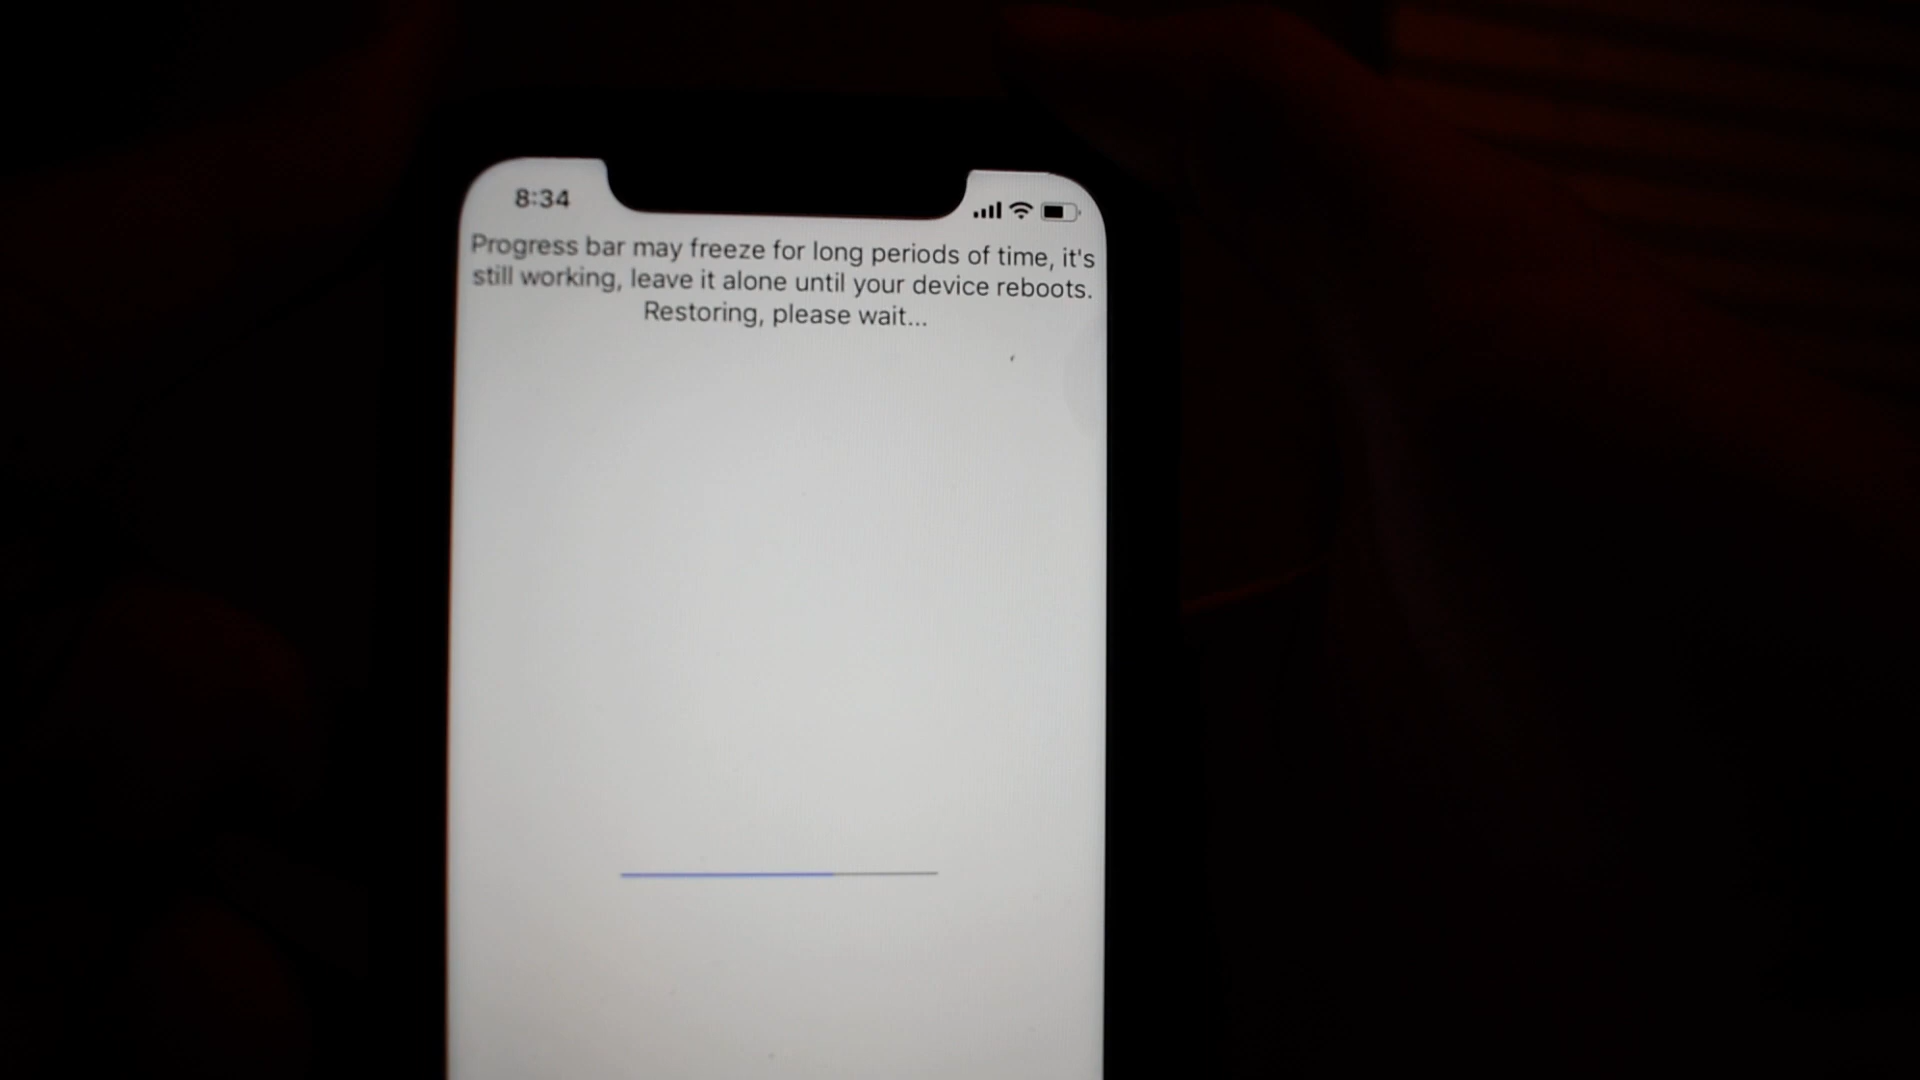 8:34
Progress bar may freeze for long periods of time, it's
still working, leave it alone until your device reboots.
Restoring, please wait...